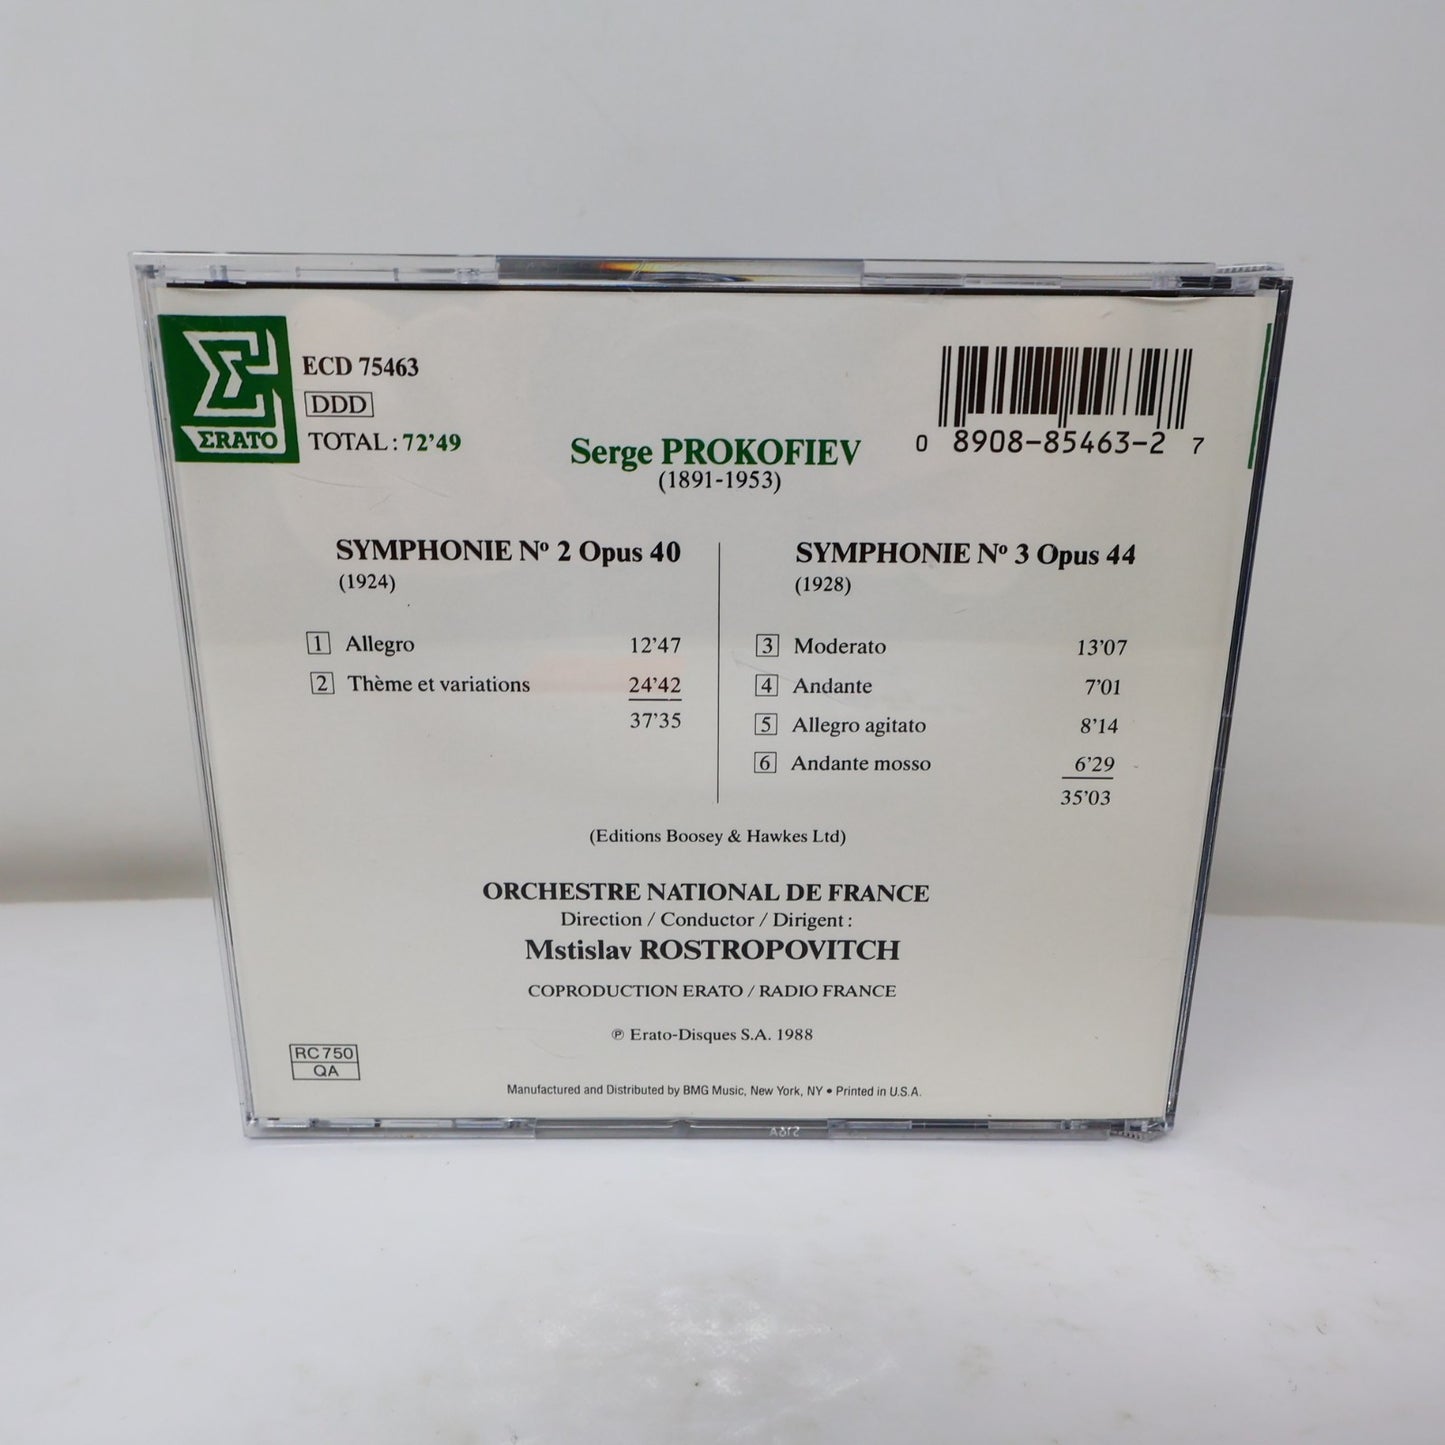 ΣRATO
ECD 75463
DDD
TOTAL : 72'49
0 8908-85463-2 7
Serge PROKOFIEV
(1891-1953)
SYMPHONIE Nº 2 Opus 40
(1924)
1 Allegro 12'47
2 Thème et variations 24'42
37'35
SYMPHONIE Nº 3 Opus 44
(1928)
3 Moderato 13'07
4 Andante 7'01
5 Allegro agitato 8'14
6 Andante mosso 6'29
35'03
(Editions Boosey & Hawkes Ltd)
ORCHESTRE NATIONAL DE FRANCE
Direction / Conductor / Dirigent :
Mstislav ROSTROPOVITCH
COPRODUCTION ERATO / RADIO FRANCE
℗ Erato-Disques S.A. 1988
RC 750
QA
Manufactured and Distributed by BMG Music, New York, NY • Printed in U.S.A.